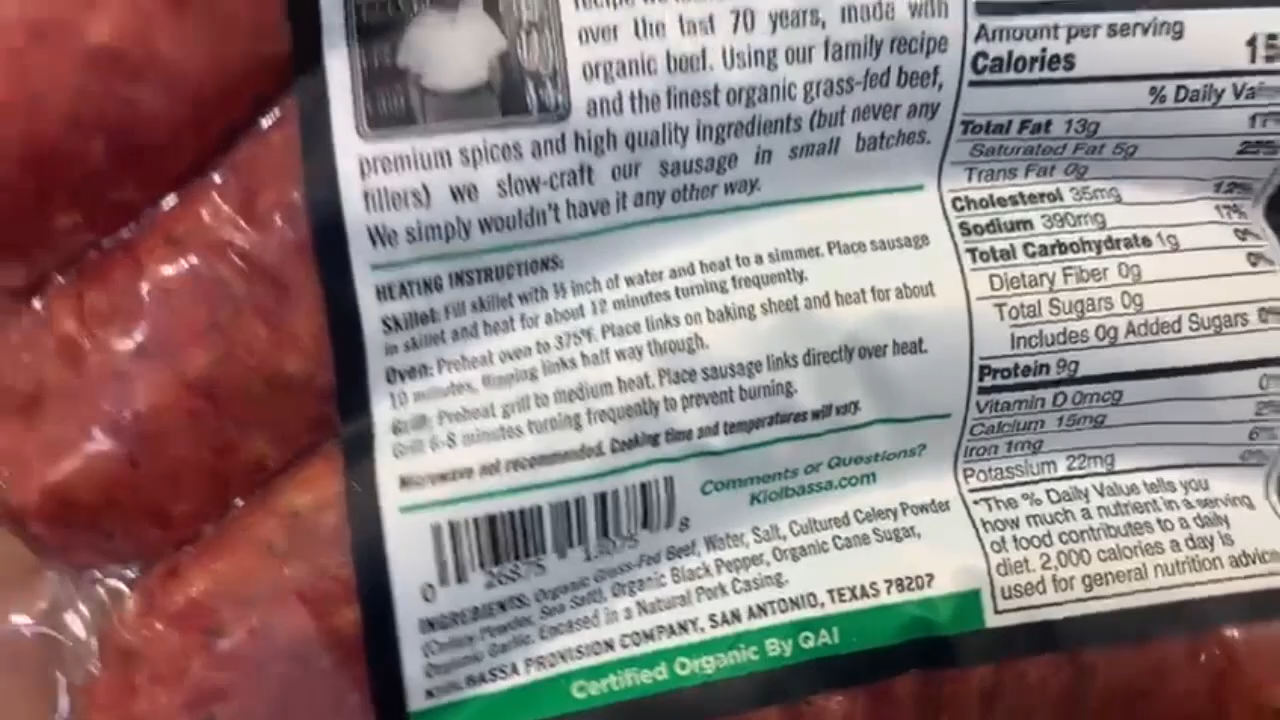 over the last 70 years, made with
organic beef. Using our family recipe
and the finest organic grass-fed beef,
premium spices and high quality ingredients (but never any
fillers) we slow-craft our sausage in small batches.
We simply wouldn't have it any other way.
HEATING INSTRUCTIONS:
Skillet: Fill skillet with ½ inch of water and heat to a simmer. Place sausage
in skillet and heat for about 12 minutes turning frequently.
Oven: Preheat oven to 375°F. Place links on baking sheet and heat for about
10 minutes, flipping links half way through.
Grill: Preheat grill to medium heat. Place sausage links directly over heat.
Grill 6-8 minutes turning frequently to prevent burning.
Microwave not recommended. Cooking time and temperatures will vary.
Comments or Questions?
Kiolbassa.com
0 26875 8
INGREDIENTS: Organic Grass-Fed Beef, Water, Salt, Cultured Celery Powder
(Celery Powder, Sea Salt), Organic Black Pepper, Organic Cane Sugar,
Organic Garlic. Encased in a Natural Pork Casing.
KIOLBASSA PROVISION COMPANY, SAN ANTONIO, TEXAS 78207
Certified Organic By QAI
Amount per serving
Calories
% Daily
Total Fat 13g
Saturated Fat 5g
Trans Fat 0g
Cholesterol 35mg 12%
Sodium 390mg 17%
Total Carbohydrate 1g 0%
Dietary Fiber 0g 0%
Total Sugars 0g
Includes 0g Added Sugars
Protein 9g
Vitamin D 0mcg
Calcium 15mg
Iron 1mg
Potassium 22mg
*The % Daily Value tells you
how much a nutrient in a serving
of food contributes to a daily
diet. 2,000 calories a day is
used for general nutrition advice